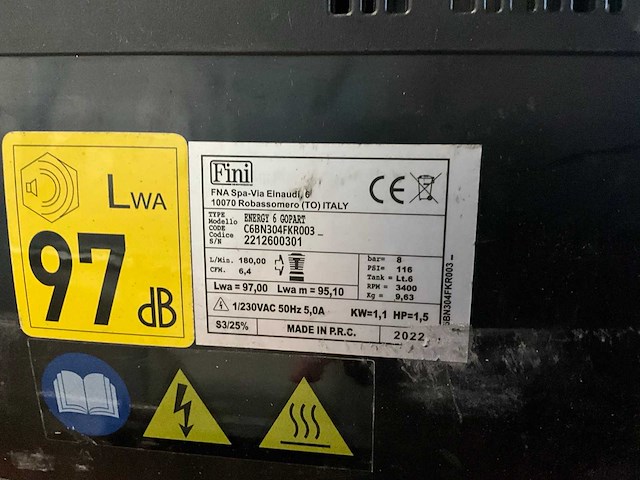 LWA
97 dB
Fini
FNA Spa-Via Einaudi, 6
10070 Robassomero (TO) ITALY
CE
TYPE
Modello ENERGY 6 GOPART
CODE
Codice C6BN304FKR003 _
S/N 2212600301
L/Min. 180,00
CFM. 6,4
bar= 8
PSI= 116
Tank = Lt.6
RPM = 3400
Kg = 9,63
Lwa = 97,00 Lwa m = 95,10
1/230VAC 50Hz 5,0A KW=1,1 HP=1,5
S3/25% MADE IN P.R.C. 2022
6BN304FKR003 _